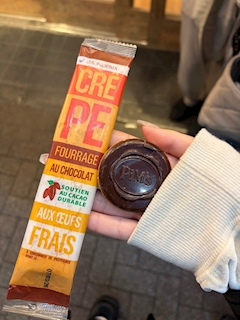 CRÊ
PE
FOURRAGE
AU CHOCOLAT
SOUTIEN
AU CACAO
DURABLE
AUX ŒUFS
FRAIS